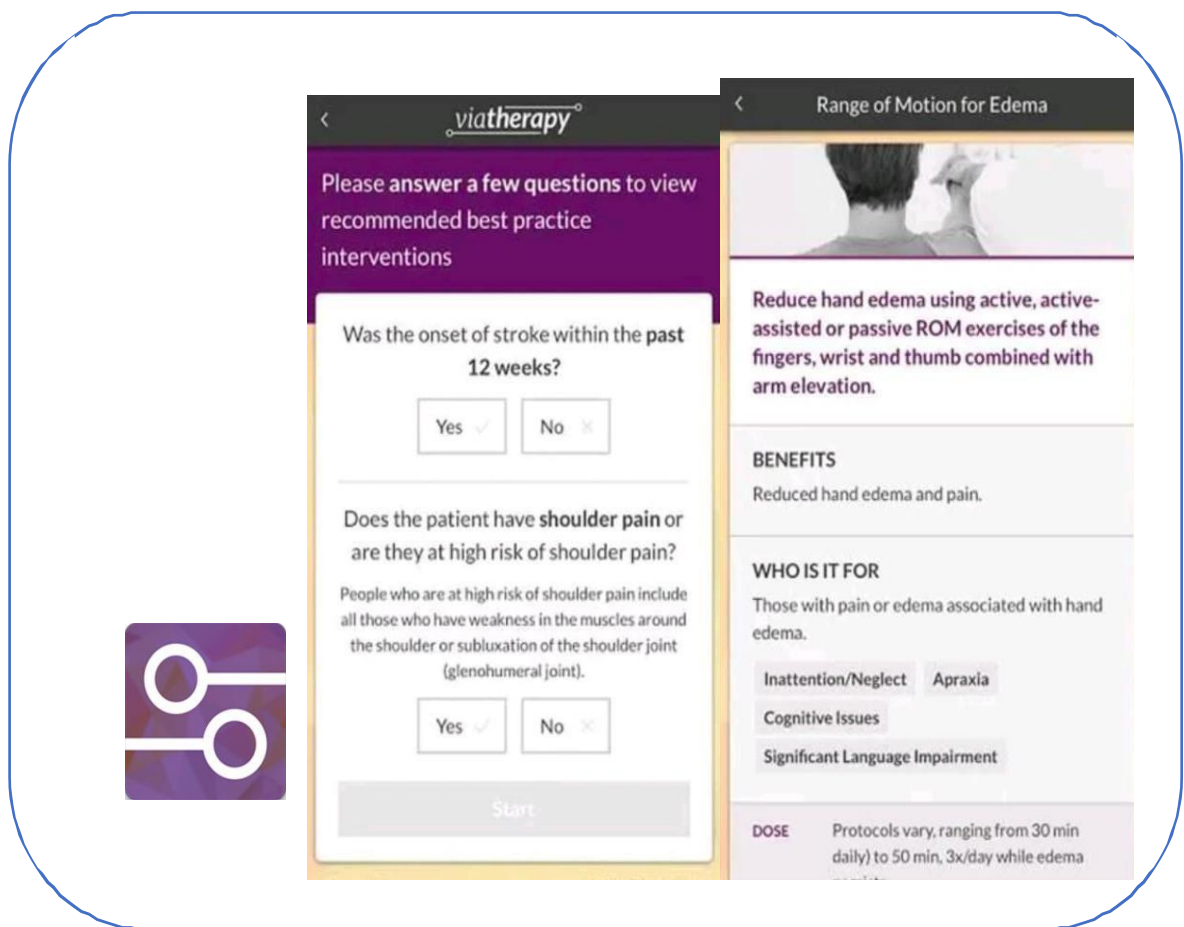 viatherapy
Please answer a few questions to view
recommended best practice
interventions
Was the onset of stroke within the past
12 weeks?
Yes
No
Does the patient have shoulder pain or
are they at high risk of shoulder pain?
People who are at high risk of shoulder pain include
all those who have weakness in the muscles around
the shoulder or subluxation of the shoulder joint
(glenohumeral joint).
Yes
No
Start
Range of Motion for Edema
Reduce hand edema using active, active-
assisted or passive ROM exercises of the
fingers, wrist and thumb combined with
arm elevation.
BENEFITS
Reduced hand edema and pain.
WHO IS IT FOR
Those with pain or edema associated with hand
edema.
Inattention/Neglect
Apraxia
Cognitive Issues
Significant Language Impairment
DOSE
Protocols vary, ranging from 30 min
daily) to 50 min, 3x/day while edema